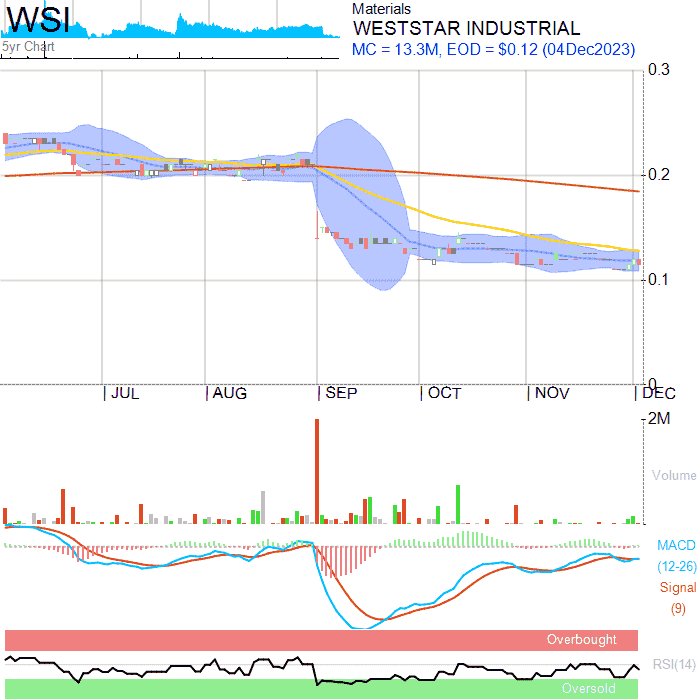 WSI
5yr Chart
Materials
WESTSTAR INDUSTRIAL
MC = 13.3M, EOD = $0.12 (04Dec2023)
0.3
0.2
0.1
0
JUL AUG SEP OCT NOV DEC
2M
Volume
MACD
(12-26)
Signal
(9)
Overbought
RSI(14)
Oversold